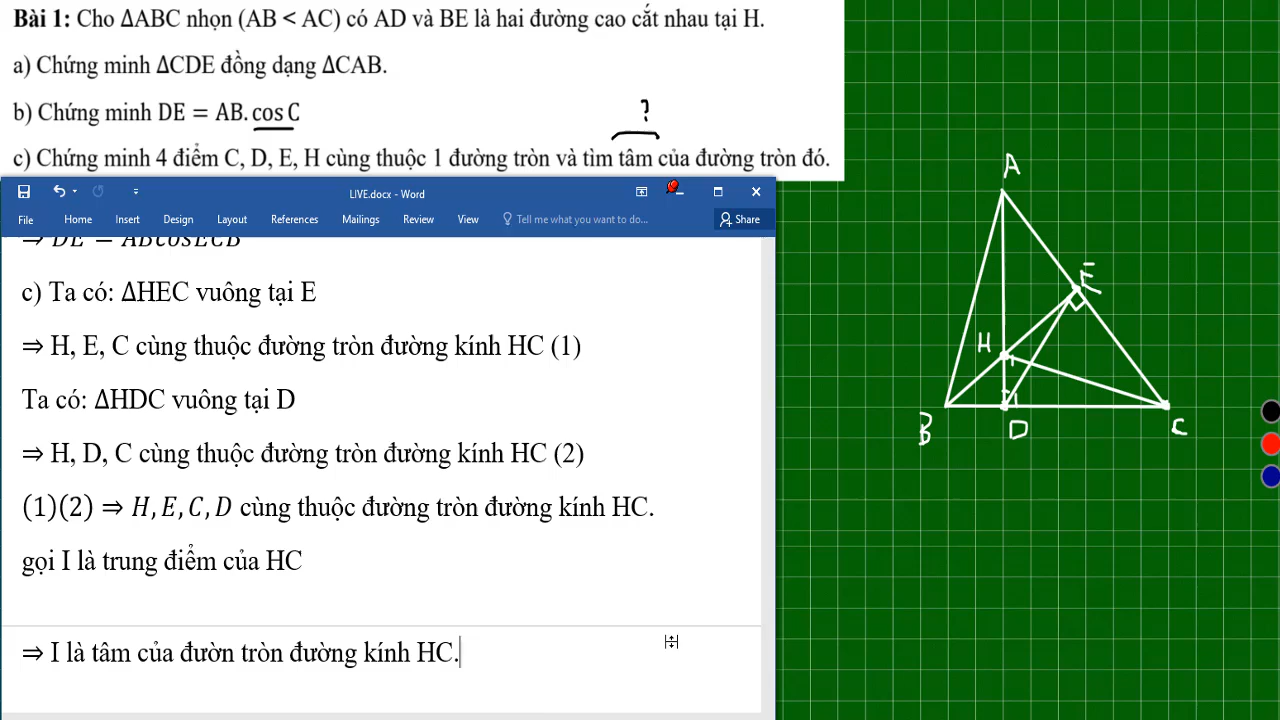 Bài 1: Cho ΔABC nhọn (AB < AC) có AD và BE là hai đường cao cắt nhau tại H.
a) Chứng minh ΔCDE đồng dạng ΔCAB.
b) Chứng minh DE = AB. cos C
?
c) Chứng minh 4 điểm C, D, E, H cùng thuộc 1 đường tròn và tìm tâm của đường tròn đó.
LIVE.docx - Word
File Home Insert Design Layout References Mailings Review View Tell me what you want to do... Share
⇒ DE = ABcosECB
c) Ta có: ΔHEC vuông tại E
⇒ H, E, C cùng thuộc đường tròn đường kính HC (1)
Ta có: ΔHDC vuông tại D
⇒ H, D, C cùng thuộc đường tròn đường kính HC (2)
(1)(2) ⇒ H, E, C, D cùng thuộc đường tròn đường kính HC.
gọi I là trung điểm của HC
⇒ I là tâm của đườn tròn đường kính HC.
A
E
H
B
D
C